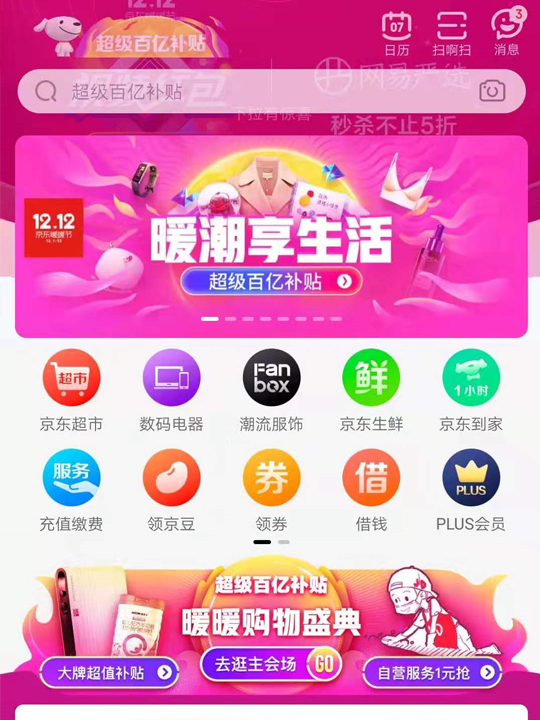 12.12
超级百亿补贴
07
3
日历
扫啊扫
消息
网易严选
超级百亿补贴
下拉有惊喜
秒杀不止5折
12.12
京东暖暖节
暖潮享生活
超级百亿补贴
超市
Fan
box
鲜
1小时
京东超市
数码电器
潮流服饰
京东生鲜
京东到家
服务
券
借
PLUS
充值缴费
领京豆
领券
借钱
PLUS会员
超级百亿补贴
暖暖购物盛典
大牌超值补贴
去逛主会场 GO
自营服务1元抢